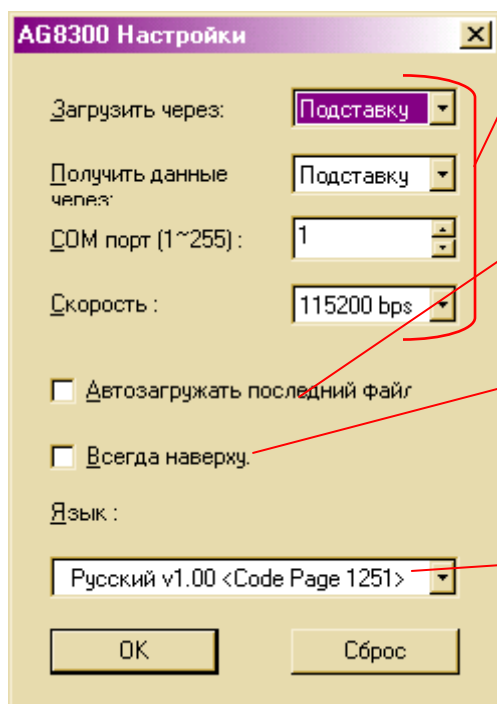 AG8300 Настройки
Загрузить через:
Подставку
Получить данные
через:
Подставку
COM порт (1~255) :
1
Скорость :
115200 bps
Автозагружать последний файл
Всегда наверху.
Язык :
Русский v1.00 <Code Page 1251>
OK
Сброс